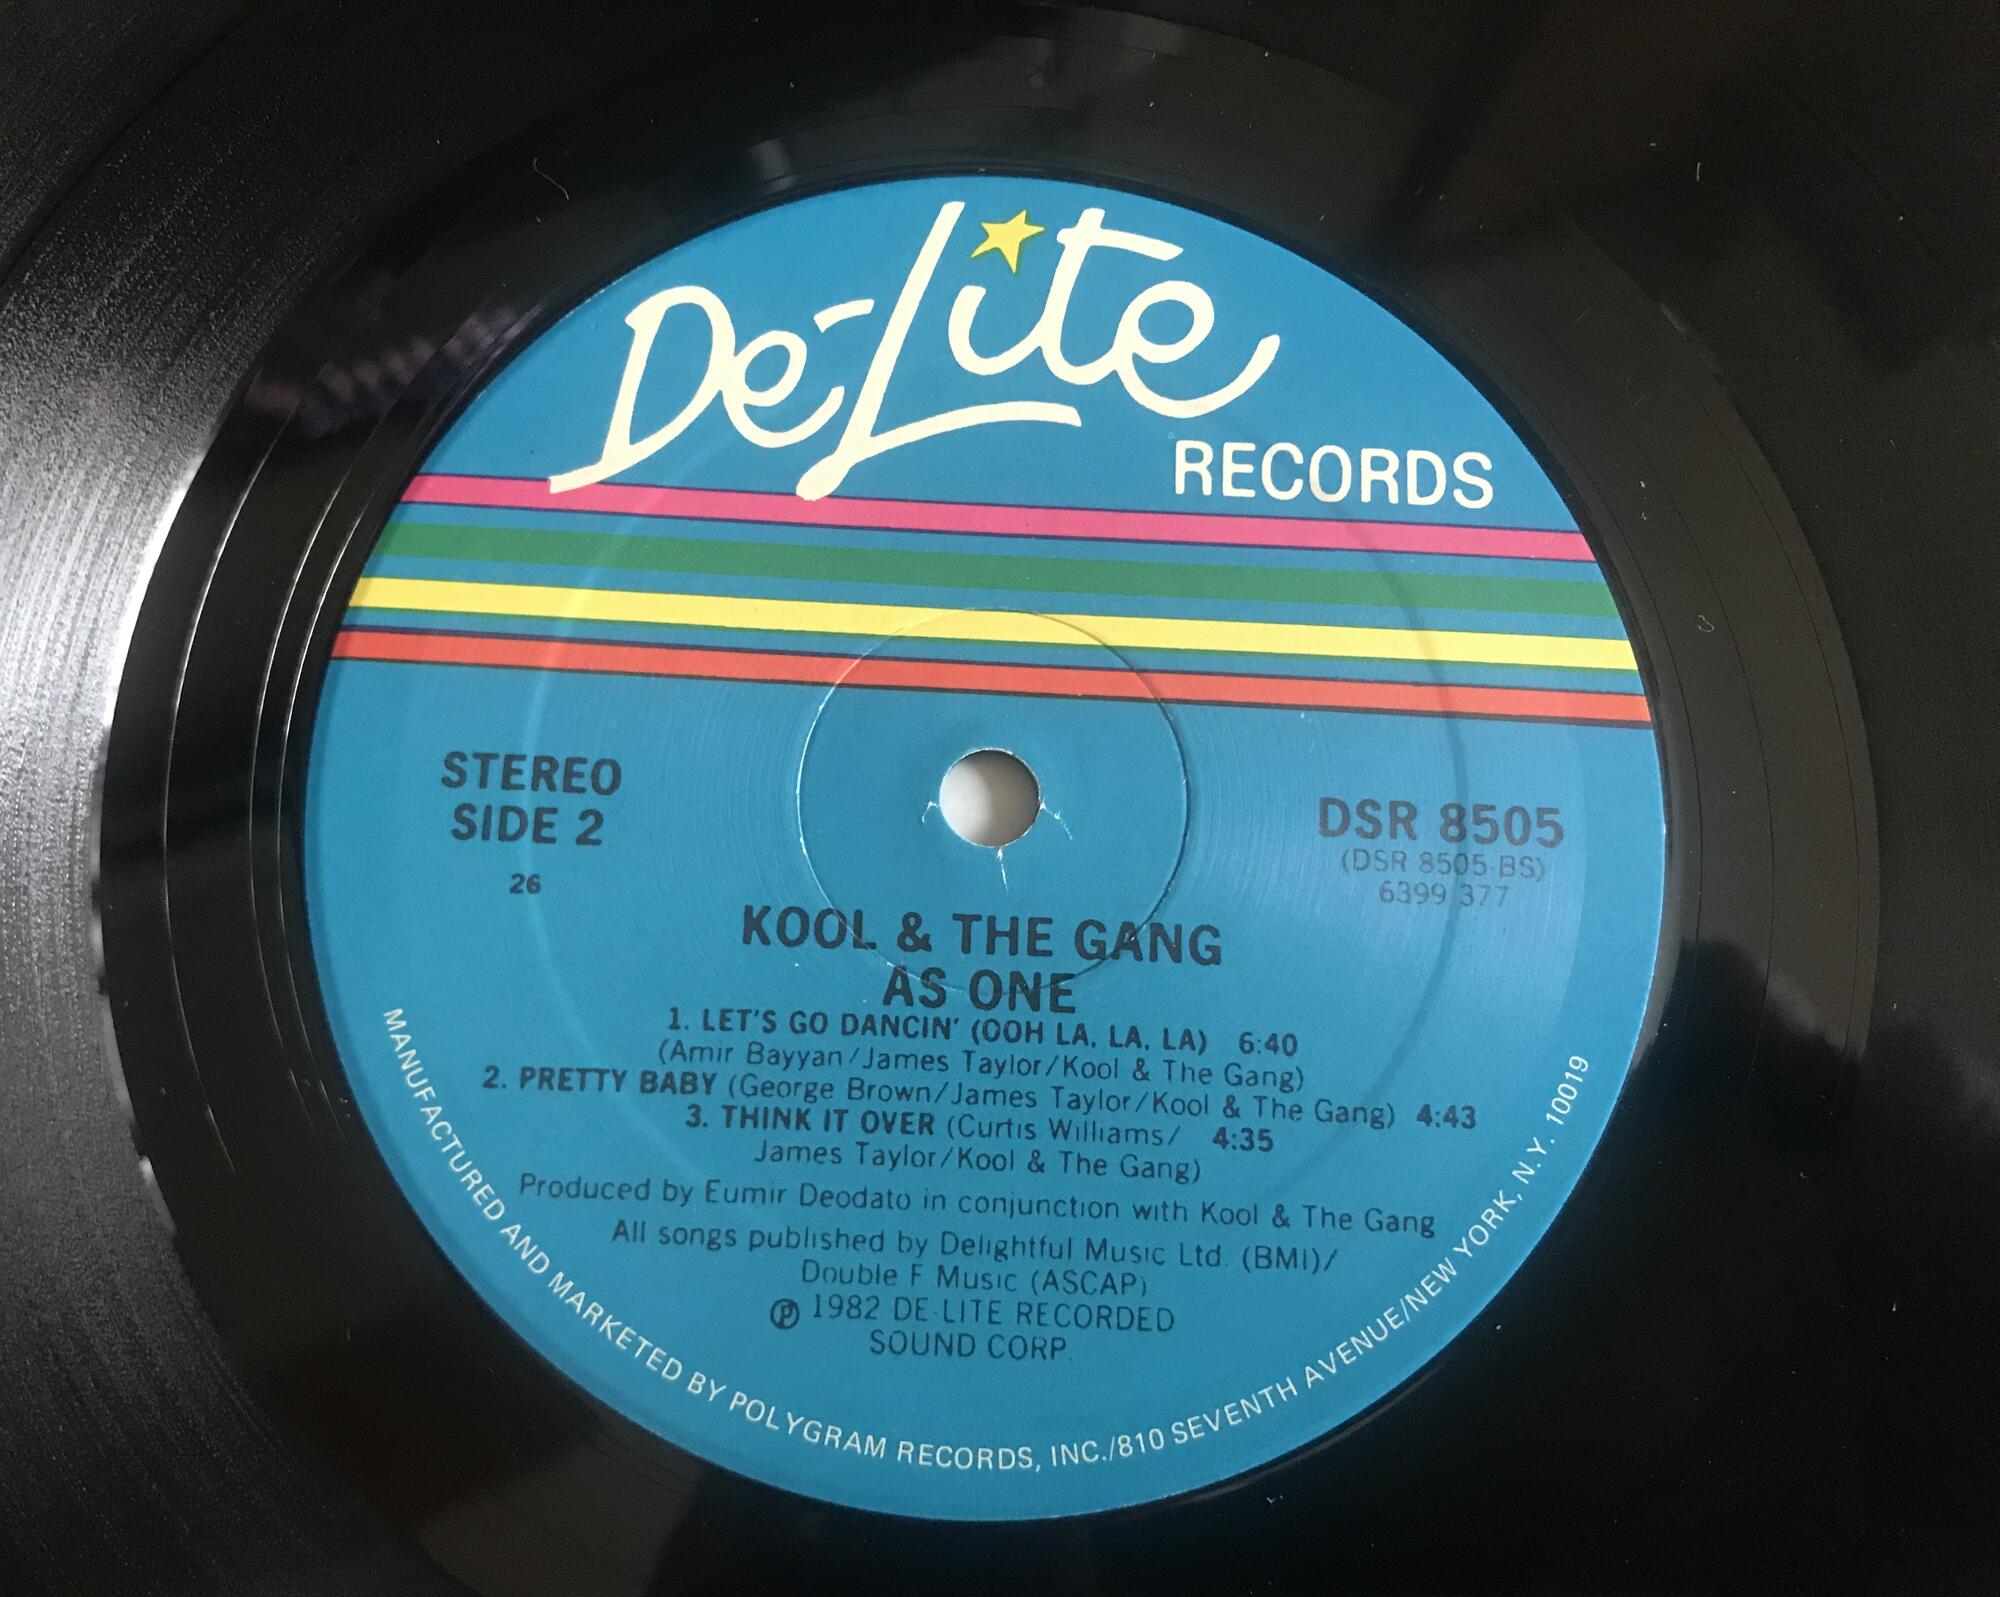 De-Lite
RECORDS
STEREO
SIDE 2
26
DSR 8505
(DSR 8505-BS)
6399 377
KOOL & THE GANG
AS ONE
1. LET'S GO DANCIN' (OOH LA, LA, LA) 6:40
(Amir Bayyan/James Taylor/Kool & The Gang)
2. PRETTY BABY (George Brown/James Taylor/Kool & The Gang) 4:43
3. THINK IT OVER (Curtis Williams/ 4:35
James Taylor/Kool & The Gang)
Produced by Eumir Deodato in conjunction with Kool & The Gang
All songs published by Delightful Music Ltd. (BMI)/
Double F Music (ASCAP)
Ⓟ 1982 DE-LITE RECORDED
SOUND CORP.
MANUFACTURED AND MARKETED BY POLYGRAM RECORDS, INC./810 SEVENTH AVENUE/NEW YORK, N.Y. 10019